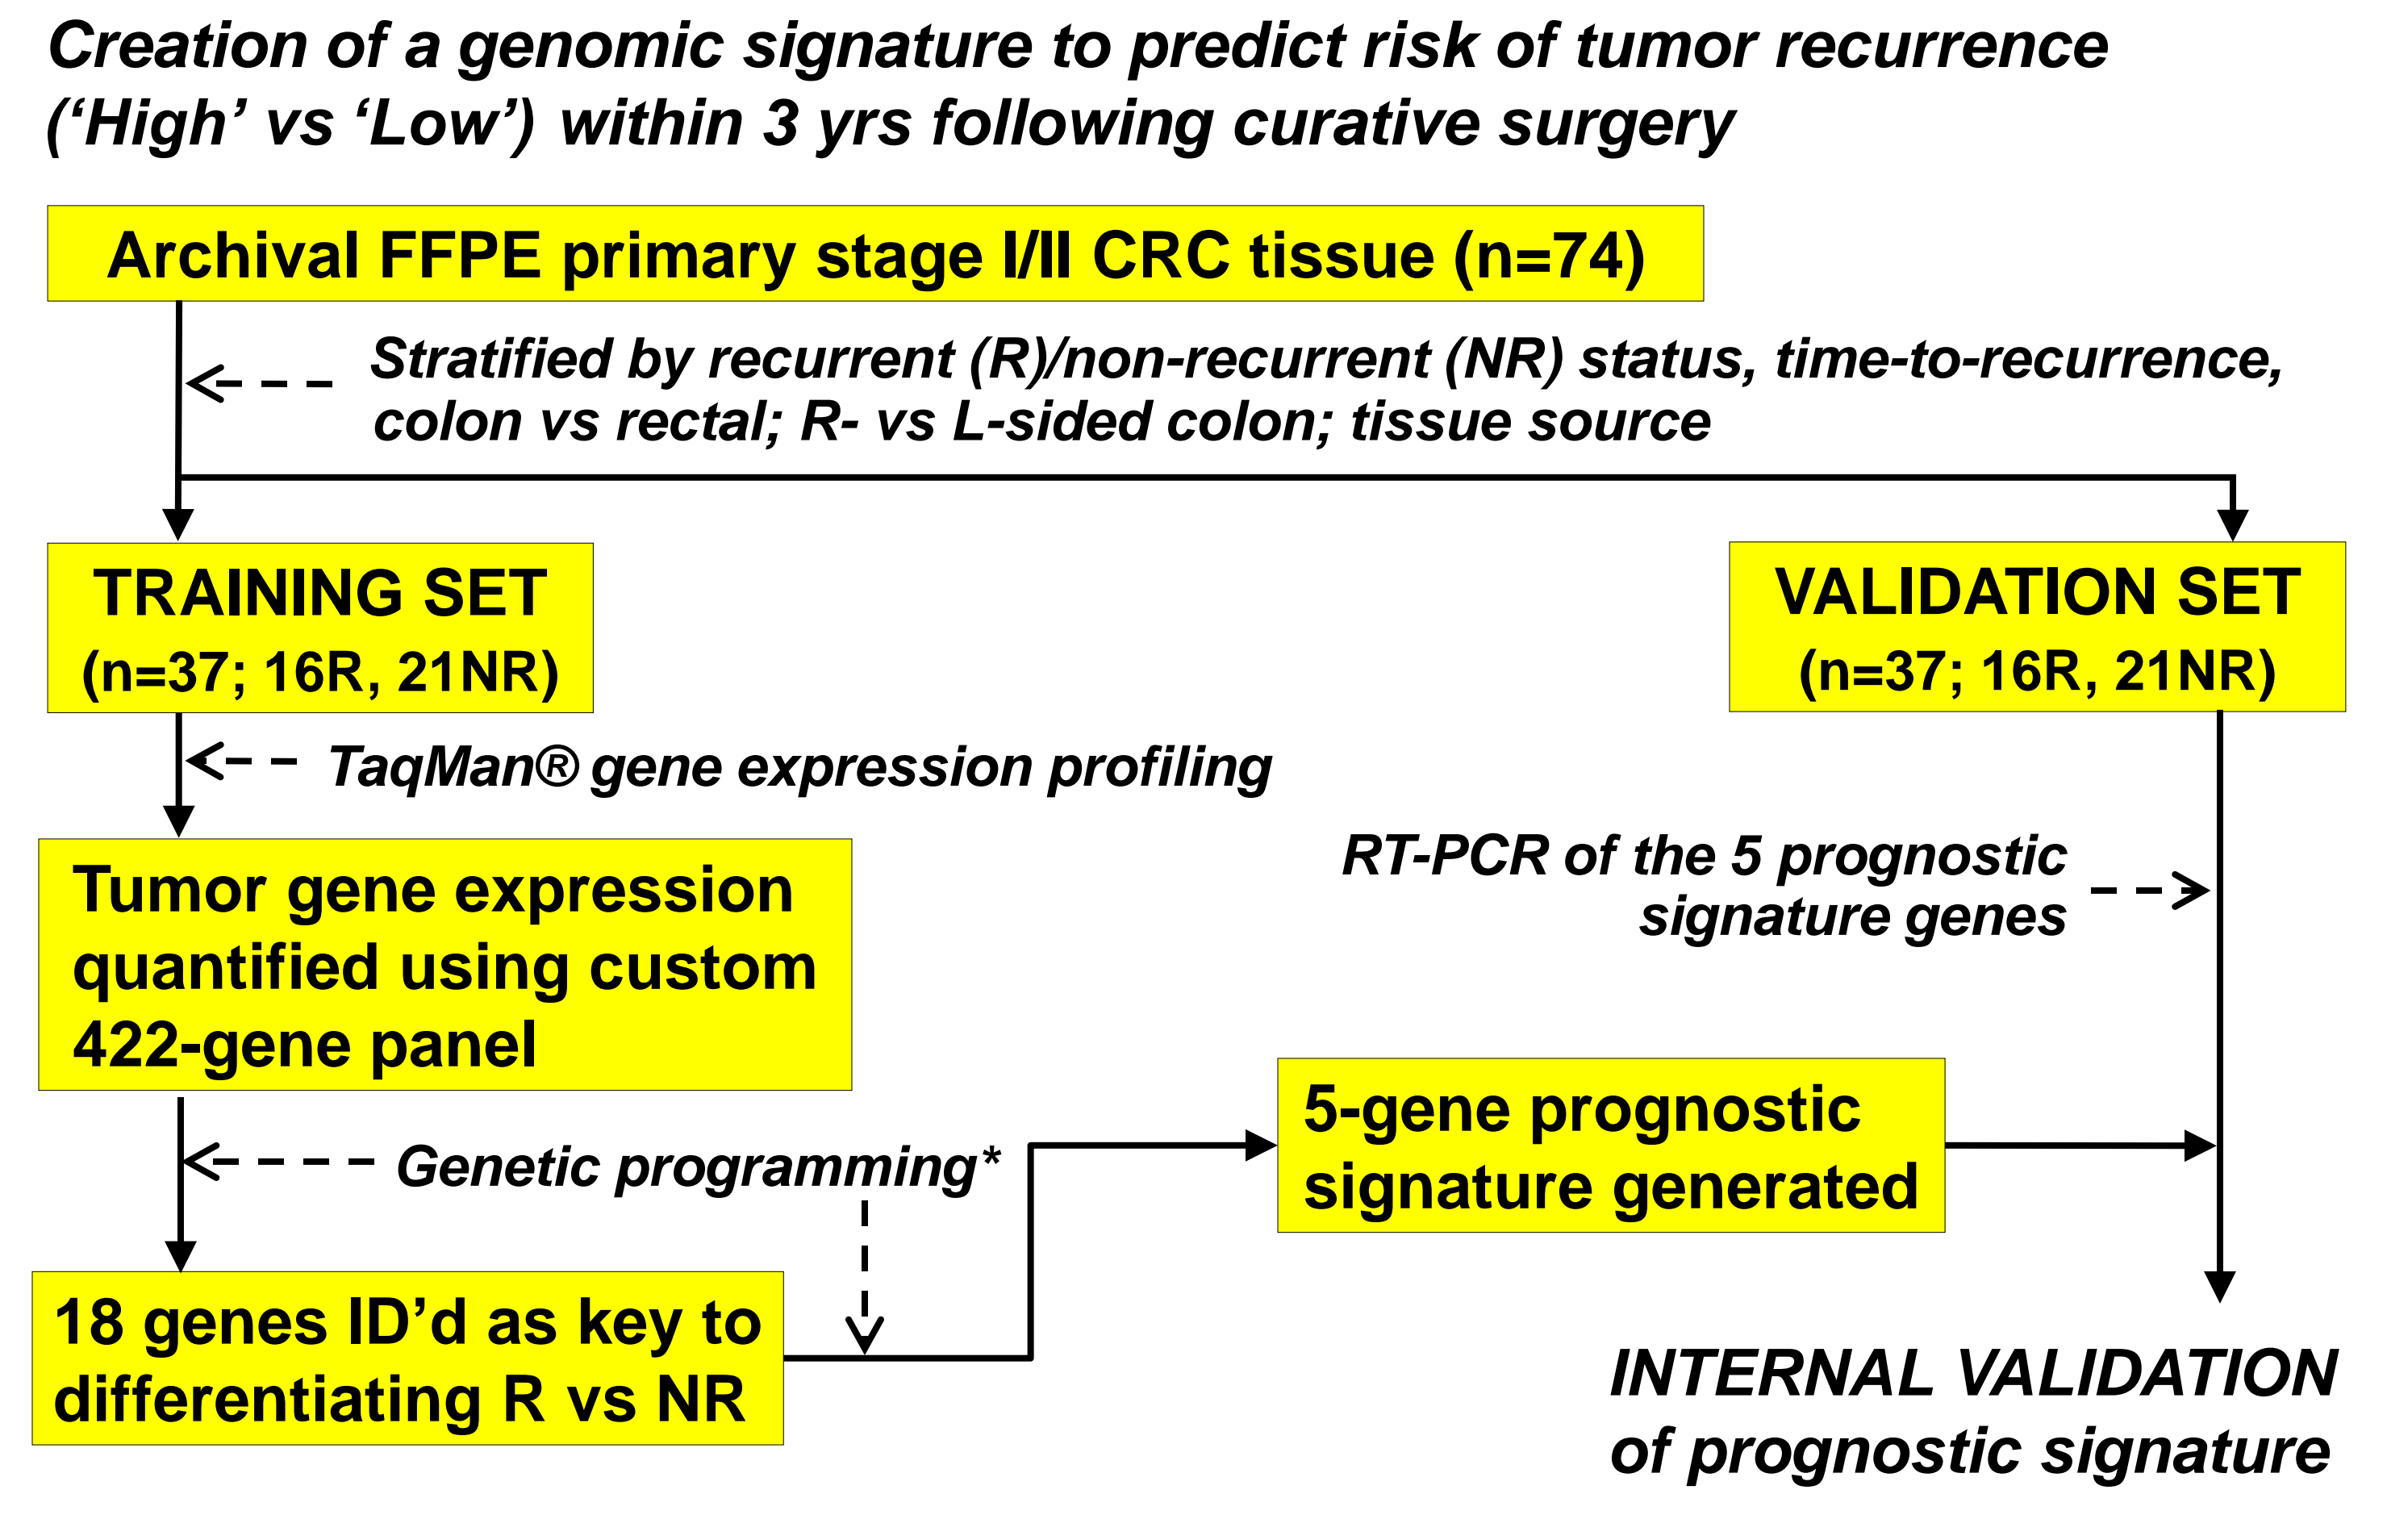 Creation of a genomic signature to predict risk of tumor recurrence
(‘High’ vs ‘Low’) within 3 yrs following curative surgery
Archival FFPE primary stage I/II CRC tissue (n=74)
Stratified by recurrent (R)/non-recurrent (NR) status, time-to-recurrence,
colon vs rectal; R- vs L-sided colon; tissue source
TRAINING SET
(n=37; 16R, 21NR)
VALIDATION SET
(n=37; 16R, 21NR)
TaqMan® gene expression profiling
RT-PCR of the 5 prognostic
signature genes
Tumor gene expression
quantified using custom
422-gene panel
5-gene prognostic
signature generated
Genetic programming*
18 genes ID’d as key to
differentiating R vs NR
INTERNAL VALIDATION
of prognostic signature